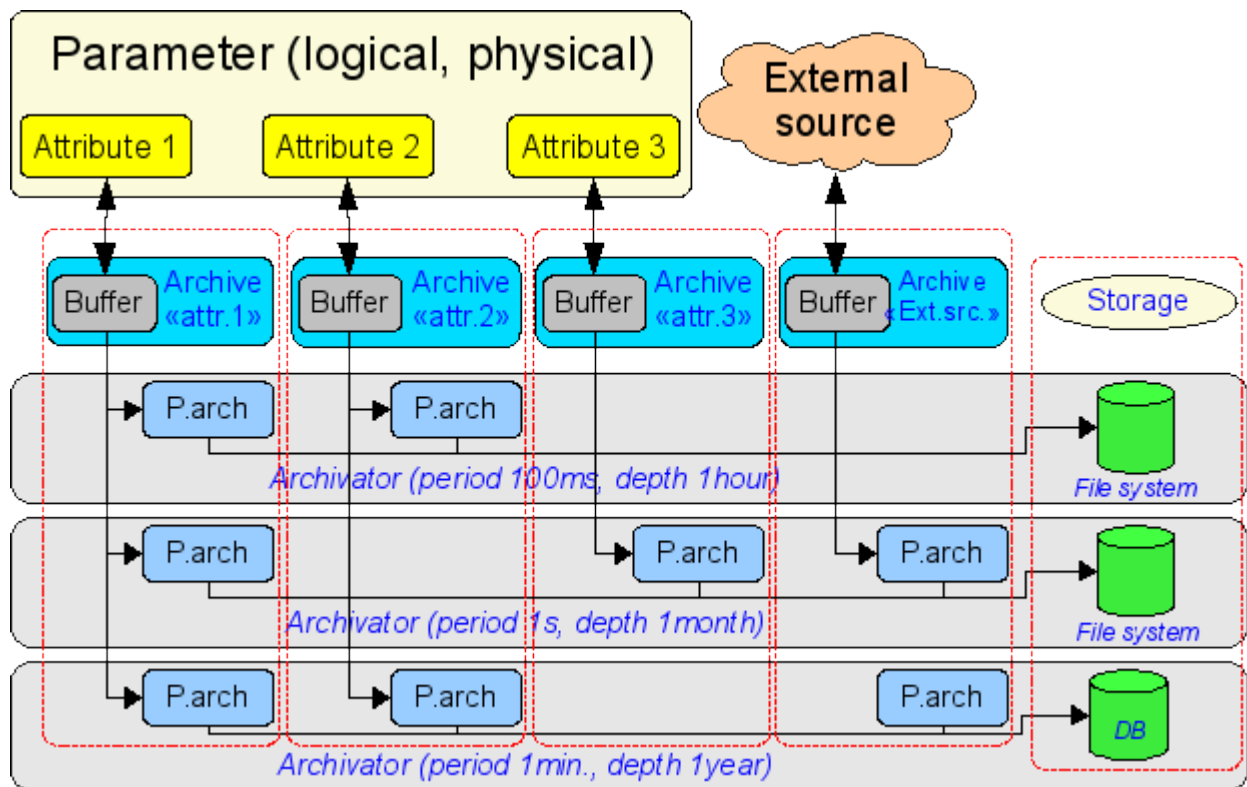 Parameter (logical, physical)
External
source
Attribute 1
Attribute 2
Attribute 3
Buffer
Archive
«attr.1»
Buffer
Archive
«attr.2»
Buffer
Archive
«attr.3»
Buffer
Archive
«Ext.src.»
Storage
P.arch
P.arch
Archivator (period 100ms, depth 1hour)
File system
P.arch
P.arch
P.arch
Archivator (period 1s, depth 1month)
File system
P.arch
P.arch
P.arch
DB
Archivator (period 1min., depth 1year)